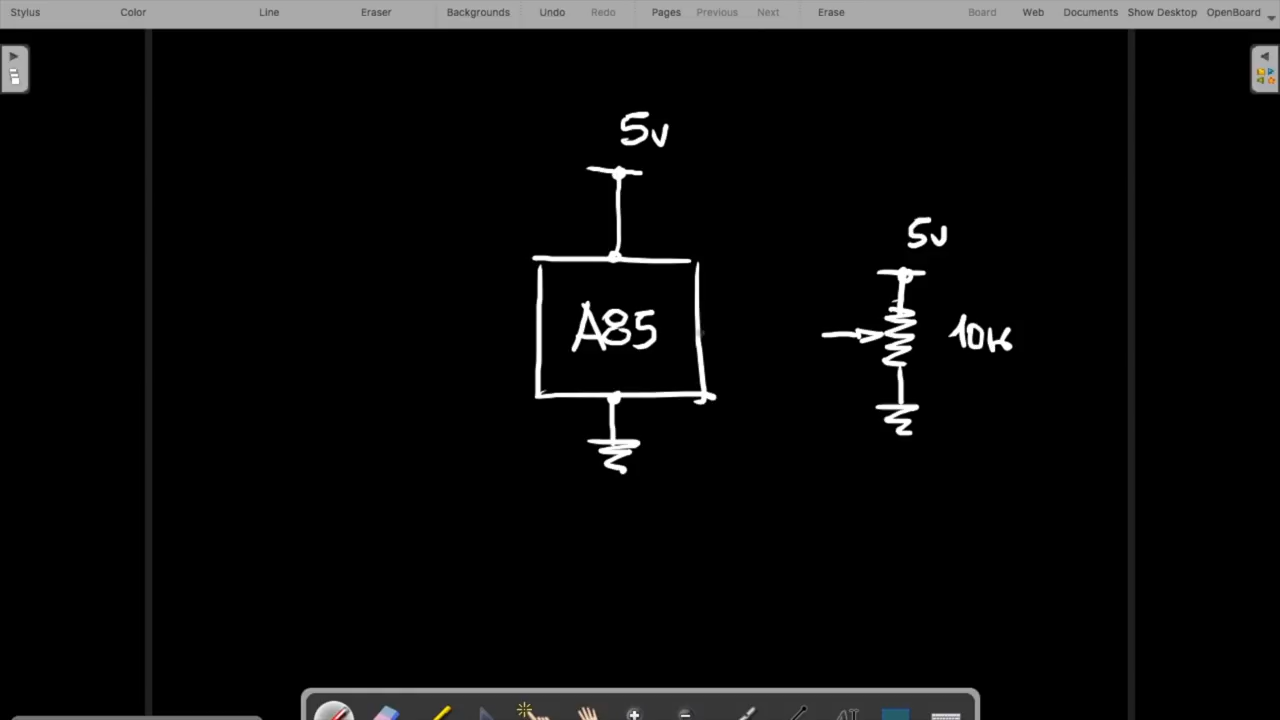 Stylus Color Line Eraser Backgrounds Undo Redo Pages Previous Next Erase Board Web Documents Show Desktop OpenBoard
5v
5v
A85
10K